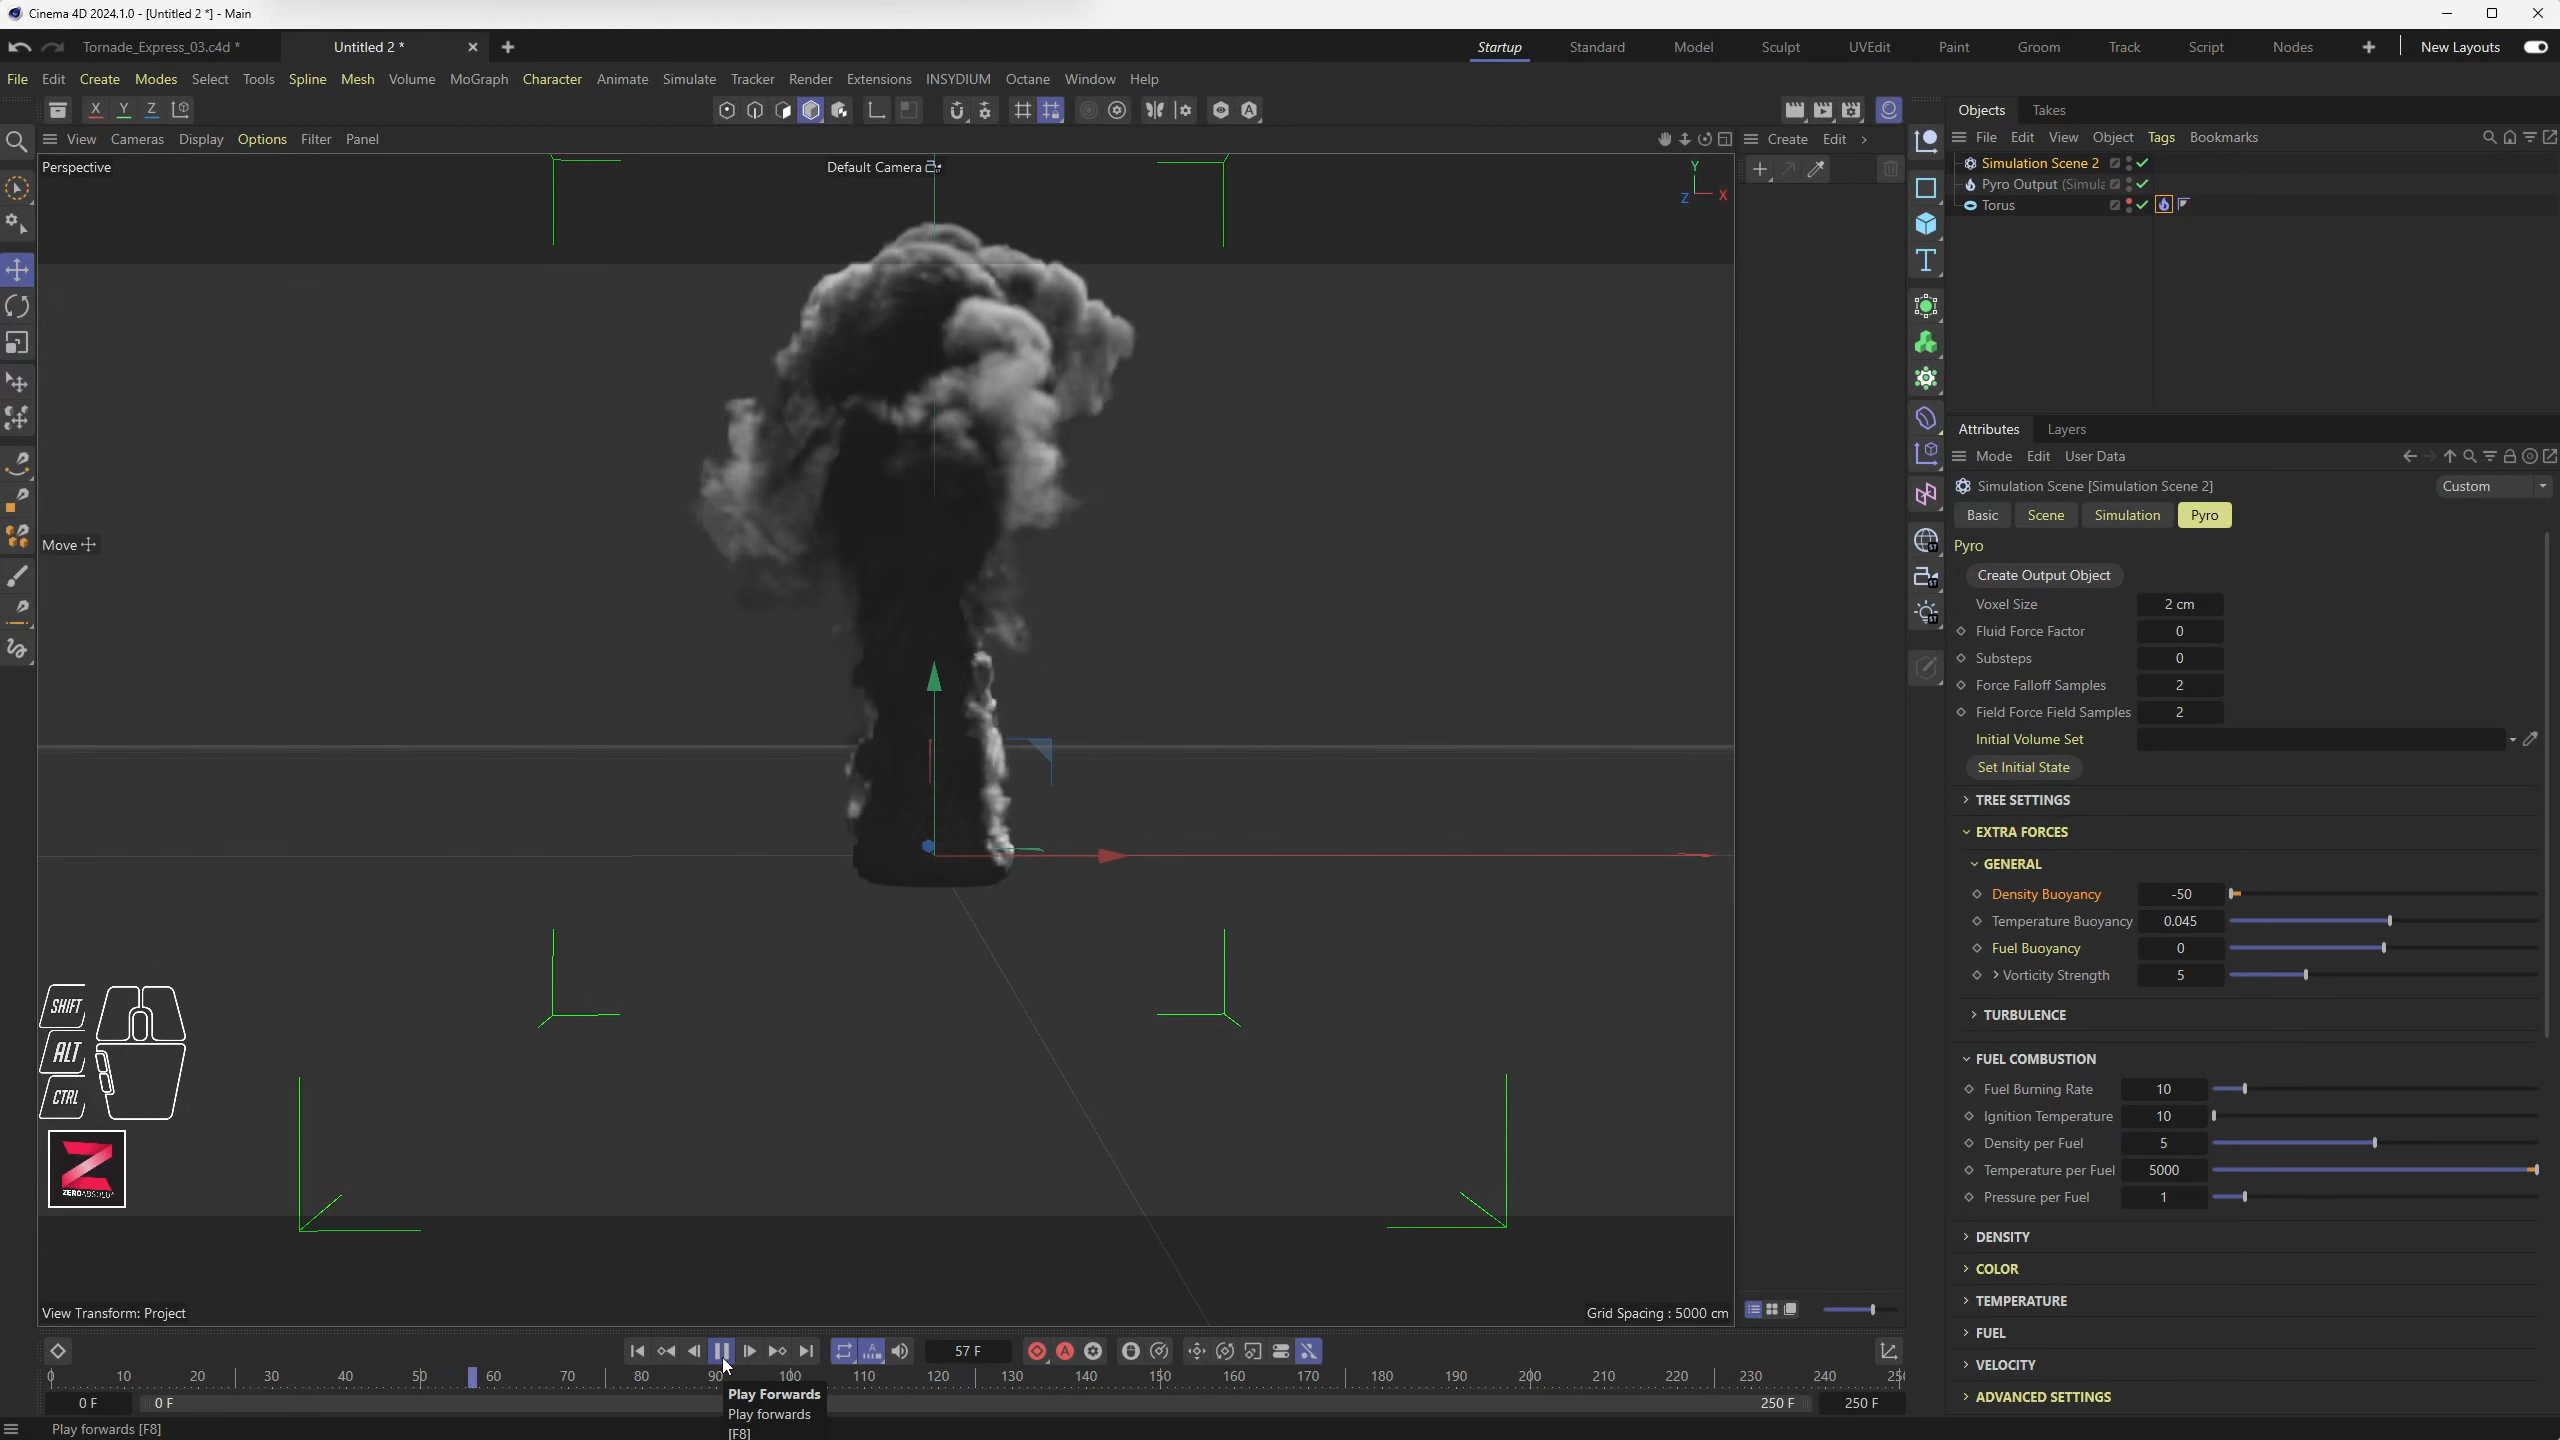 Cinema 4D 2024.1.0 - [Untitled 2 *] - Main
Tornade_Express_03.c4d *
Untitled 2 *
Startup
Standard
Model
Sculpt
UVEdit
Paint
Groom
Track
Script
Nodes
New Layouts
File Edit Create Modes Select Tools Spline Mesh Volume MoGraph Character Animate Simulate Tracker Render Extensions INSYDIUM Octane Window Help
X Y Z
View Cameras Display Options Filter Panel
Create Edit
Perspective
Default Camera
Y
Z
X
Move
SHIFT
ALT
CTRL
View Transform: Project
Grid Spacing : 5000 cm
Objects Takes
File Edit View Object Tags Bookmarks
Simulation Scene 2
Pyro Output (Simula
Torus
Attributes Layers
Mode Edit User Data
Simulation Scene [Simulation Scene 2]
Custom
Basic Scene Simulation Pyro
Pyro
Create Output Object
Voxel Size 2 cm
Fluid Force Factor 0
Substeps 0
Force Falloff Samples 2
Field Force Field Samples 2
Initial Volume Set
Set Initial State
TREE SETTINGS
EXTRA FORCES
GENERAL
Density Buoyancy -50
Temperature Buoyancy 0.045
Fuel Buoyancy 0
Vorticity Strength 5
TURBULENCE
FUEL COMBUSTION
Fuel Burning Rate 10
Ignition Temperature 10
Density per Fuel 5
Temperature per Fuel 5000
Pressure per Fuel 1
DENSITY
COLOR
TEMPERATURE
FUEL
VELOCITY
ADVANCED SETTINGS
57 F
0 10 20 30 40 50 60 70 80 90 100 110 120 130 140 150 160 170 180 190 200 210 220 230 240 25
0 F
0 F
250 F
250 F
Play Forwards
Play forwards
[F8]
Play forwards [F8]